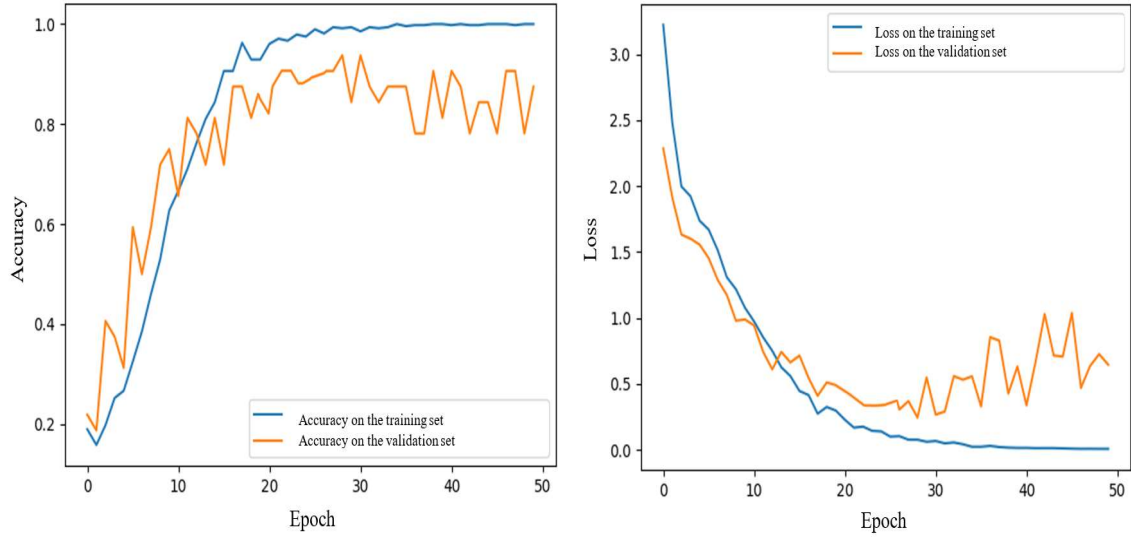 1.0
0.8
0.6
0.4
0.2
Accuracy
0 10 20 30 40 50
Epoch
Accuracy on the training set
Accuracy on the validation set
3.0
2.5
2.0
1.5
1.0
0.5
0.0
Loss
0 10 20 30 40 50
Epoch
Loss on the training set
Loss on the validation set